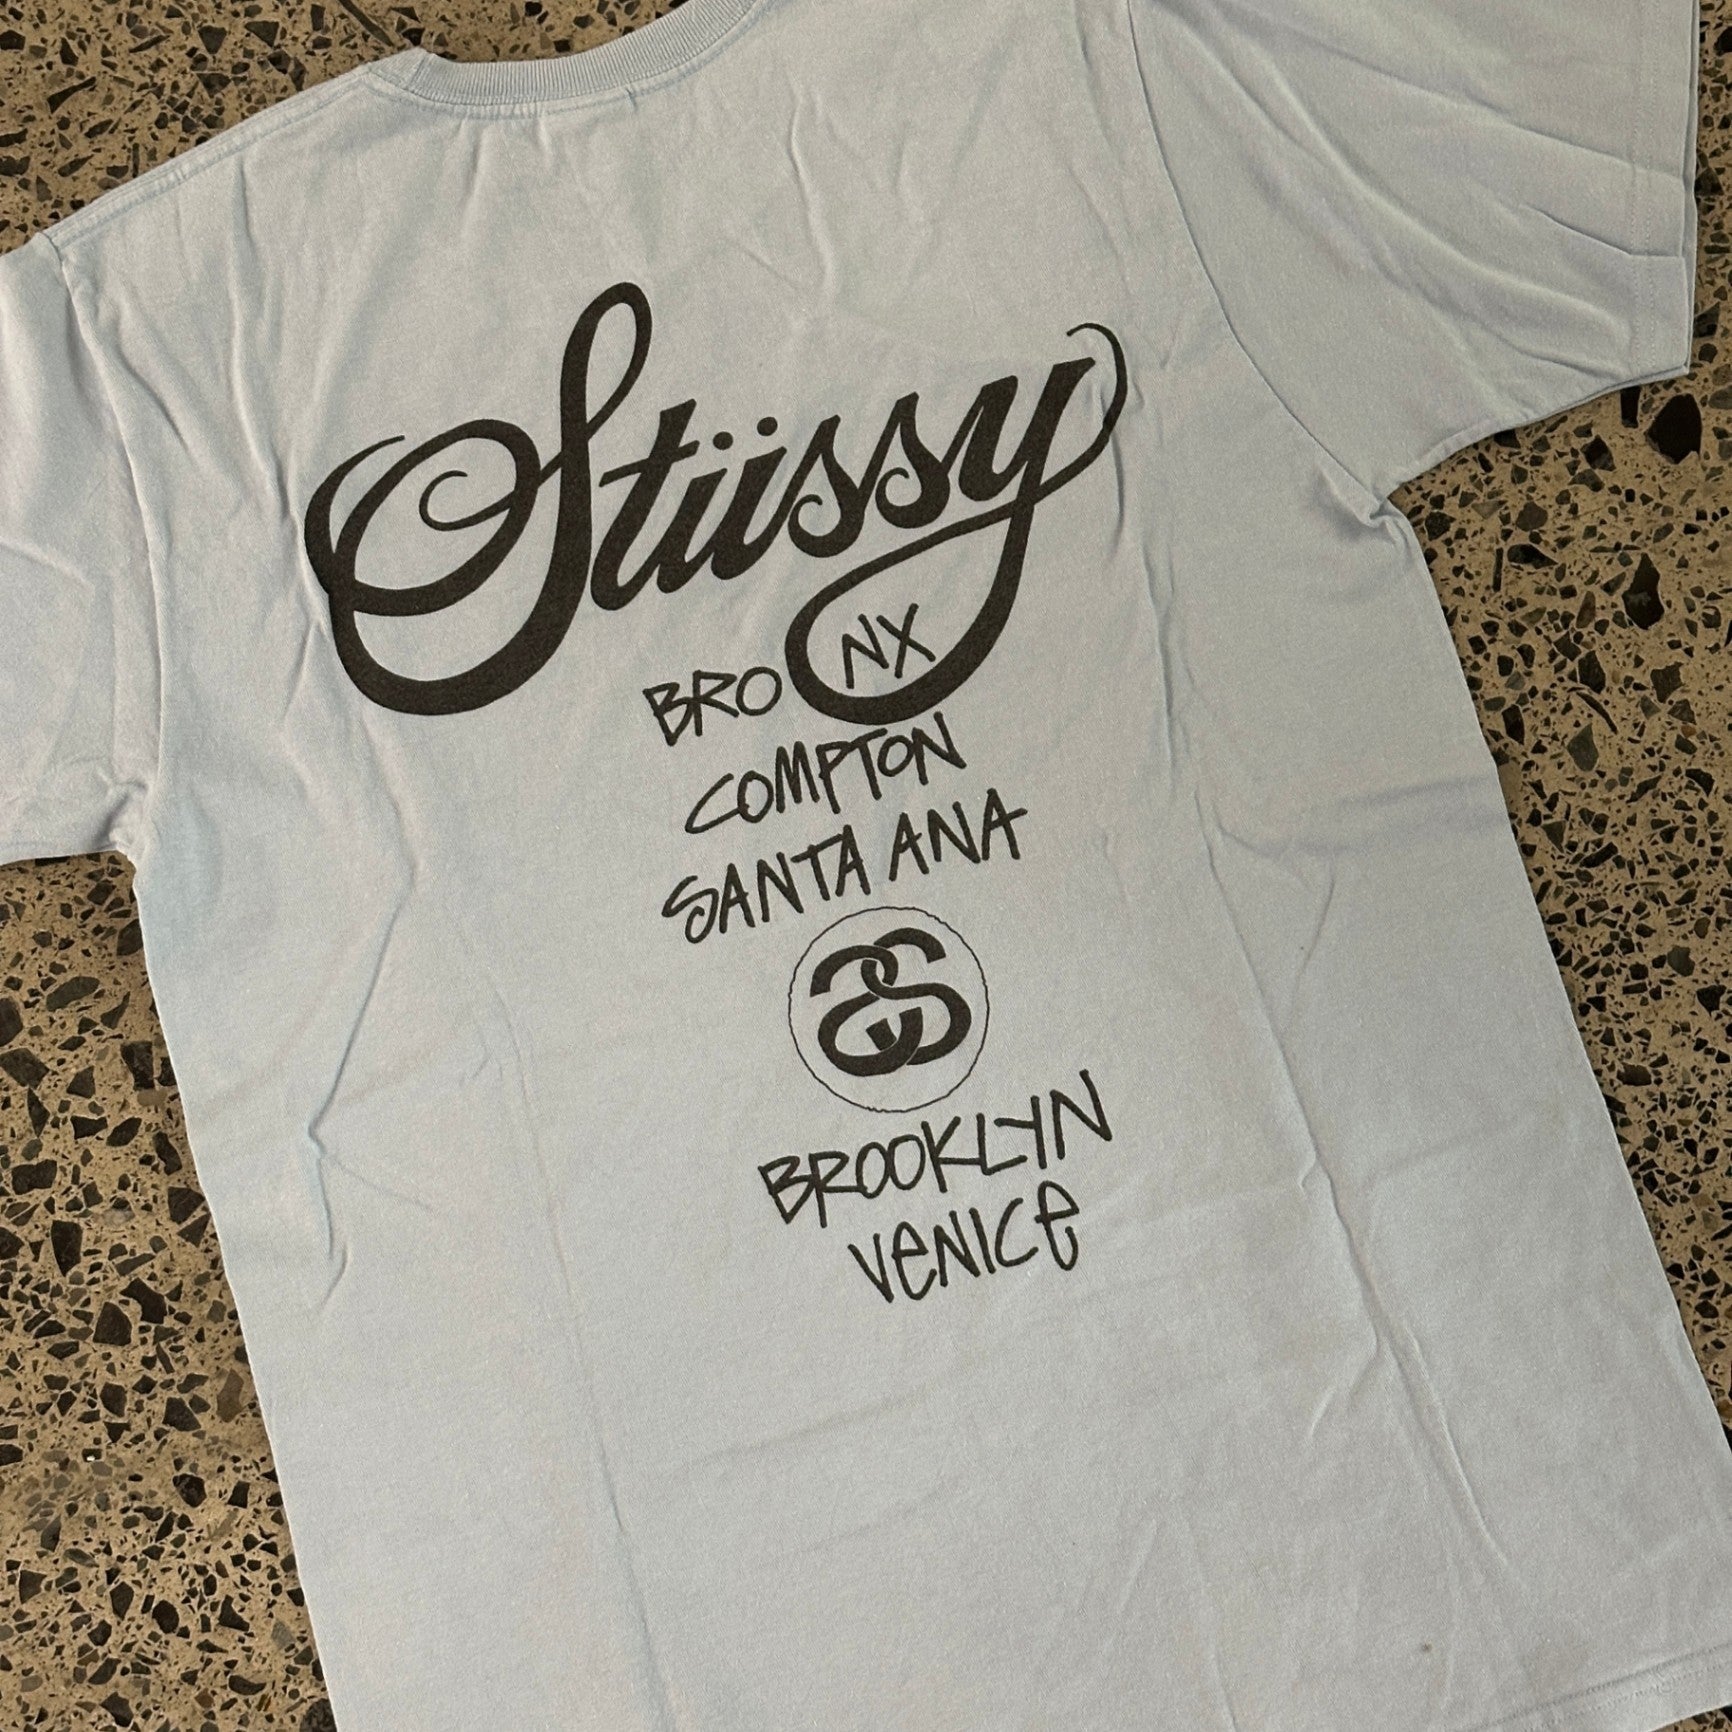 Stüssy
BRONX
COMPTON
SANTA ANA
SS
BROOKLYN
VENICE